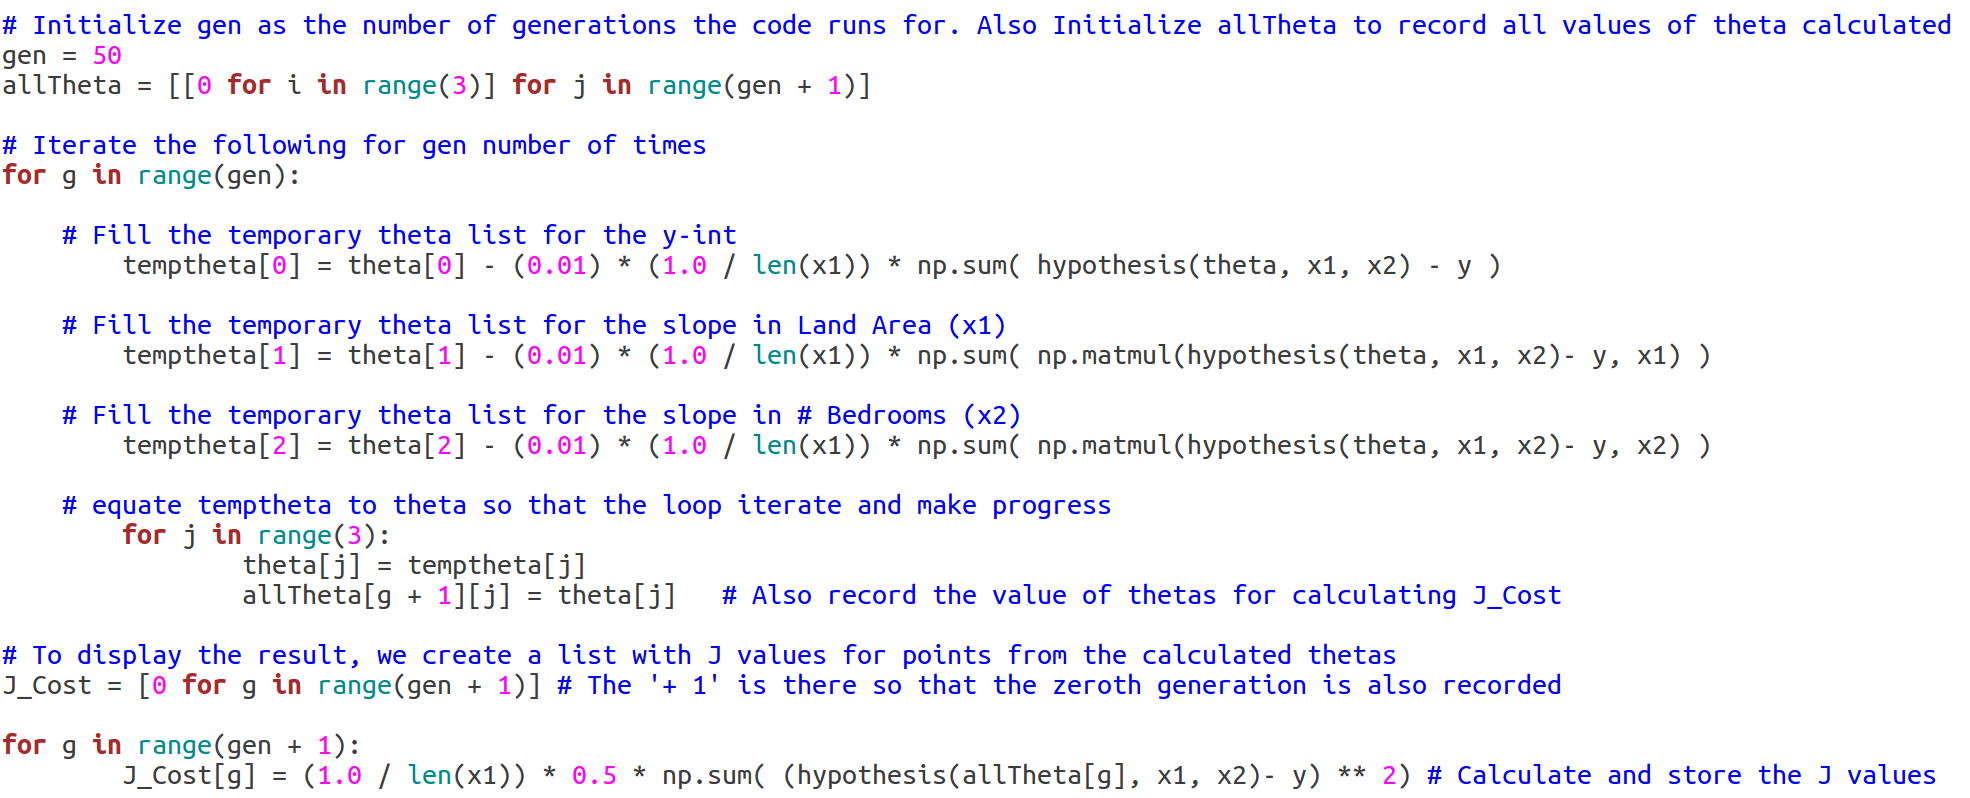 # Initialize gen as the number of generations the code runs for. Also Initialize allTheta to record all values of theta calculated
gen = 50
allTheta = [[0 for i in range(3)] for j in range(gen + 1)]
# Iterate the following for gen number of times
for g in range(gen):
# Fill the temporary theta list for the y-int
temptheta[0] = theta[0] - (0.01) * (1.0 / len(x1)) * np.sum( hypothesis(theta, x1, x2) - y )
# Fill the temporary theta list for the slope in Land Area (x1)
temptheta[1] = theta[1] - (0.01) * (1.0 / len(x1)) * np.sum( np.matmul(hypothesis(theta, x1, x2)- y, x1) )
# Fill the temporary theta list for the slope in # Bedrooms (x2)
temptheta[2] = theta[2] - (0.01) * (1.0 / len(x1)) * np.sum( np.matmul(hypothesis(theta, x1, x2)- y, x2) )
# equate temptheta to theta so that the loop iterate and make progress
for j in range(3):
theta[j] = temptheta[j]
allTheta[g + 1][j] = theta[j]   # Also record the value of thetas for calculating J_Cost
# To display the result, we create a list with J values for points from the calculated thetas
J_Cost = [0 for g in range(gen + 1)] # The '+ 1' is there so that the zeroth generation is also recorded
for g in range(gen + 1):
J_Cost[g] = (1.0 / len(x1)) * 0.5 * np.sum( (hypothesis(allTheta[g], x1, x2)- y) ** 2) # Calculate and store the J values